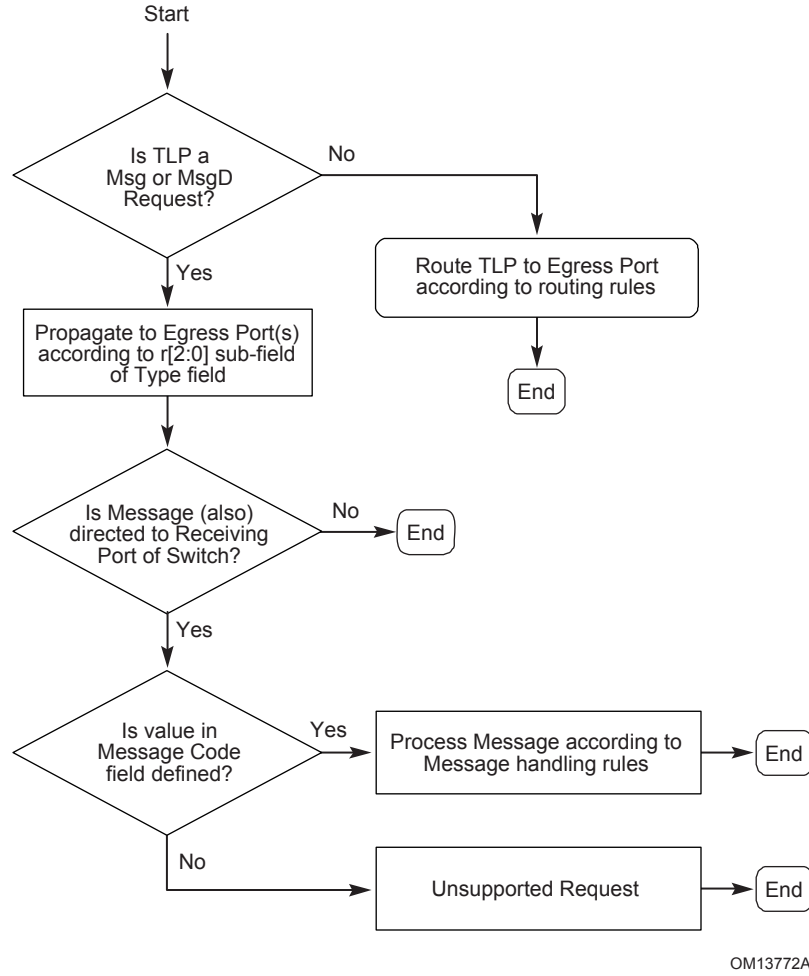 Start
Is TLP a
Msg or MsgD
Request?
No
Yes
Route TLP to Egress Port
according to routing rules
End
Propagate to Egress Port(s)
according to r[2:0] sub-field
of Type field
Is Message (also)
directed to Receiving
Port of Switch?
No
End
Yes
Is value in
Message Code
field defined?
Yes
Process Message according to
Message handling rules
End
No
Unsupported Request
End
OM13772A